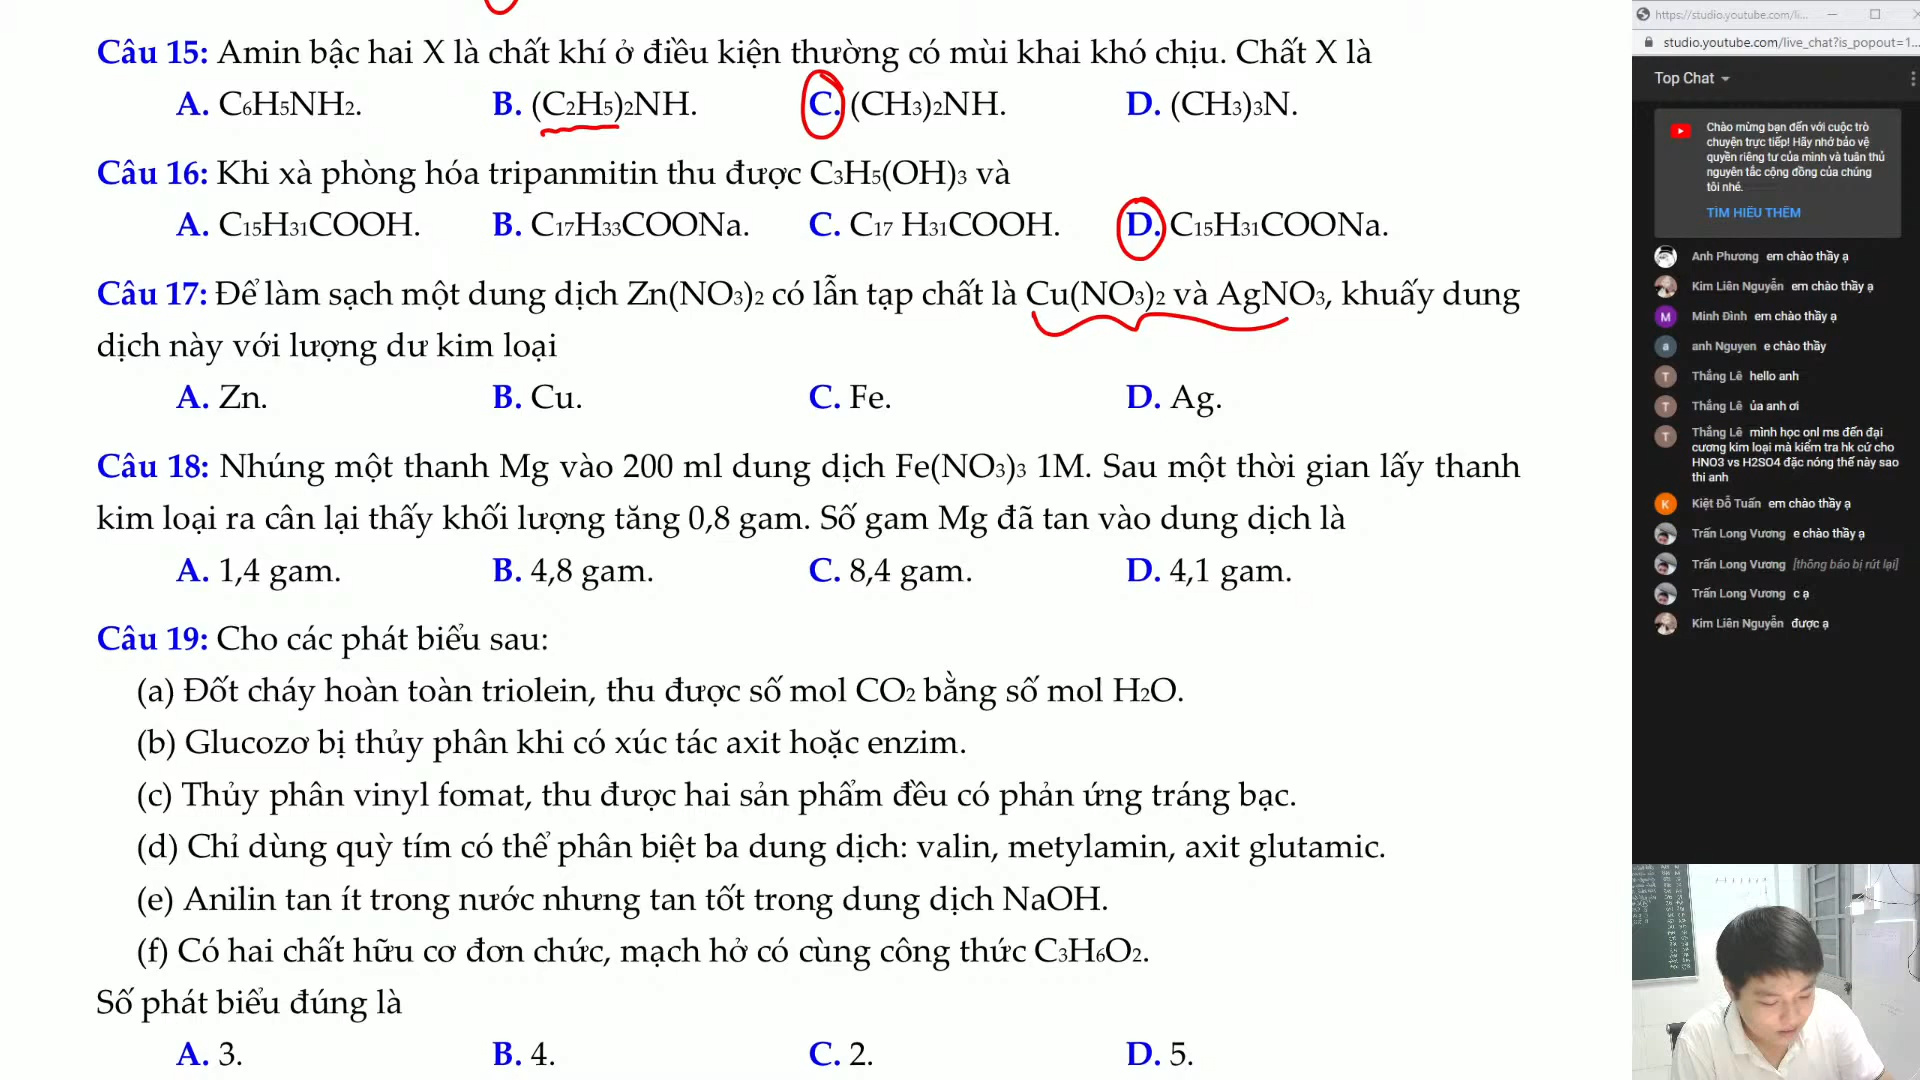 Câu 15: Amin bậc hai X là chất khí ở điều kiện thường có mùi khai khó chịu. Chất X là
A. C6H5NH2. B. (C2H5)2NH. C. (CH3)2NH. D. (CH3)3N.
Câu 16: Khi xà phòng hóa tripanmitin thu được C3H5(OH)3 và
A. C15H31COOH. B. C17H33COONa. C. C17 H31COOH. D. C15H31COONa.
Câu 17: Để làm sạch một dung dịch Zn(NO3)2 có lẫn tạp chất là Cu(NO3)2 và AgNO3, khuấy dung
dịch này với lượng dư kim loại
A. Zn. B. Cu. C. Fe. D. Ag.
Câu 18: Nhúng một thanh Mg vào 200 ml dung dịch Fe(NO3)3 1M. Sau một thời gian lấy thanh
kim loại ra cân lại thấy khối lượng tăng 0,8 gam. Số gam Mg đã tan vào dung dịch là
A. 1,4 gam. B. 4,8 gam. C. 8,4 gam. D. 4,1 gam.
Câu 19: Cho các phát biểu sau:
(a) Đốt cháy hoàn toàn triolein, thu được số mol CO2 bằng số mol H2O.
(b) Glucozơ bị thủy phân khi có xúc tác axit hoặc enzim.
(c) Thủy phân vinyl fomat, thu được hai sản phẩm đều có phản ứng tráng bạc.
(d) Chỉ dùng quỳ tím có thể phân biệt ba dung dịch: valin, metylamin, axit glutamic.
(e) Anilin tan ít trong nước nhưng tan tốt trong dung dịch NaOH.
(f) Có hai chất hữu cơ đơn chức, mạch hở có cùng công thức C3H6O2.
Số phát biểu đúng là
A. 3. B. 4. C. 2. D. 5.
https://studio.youtube.com/li...
studio.youtube.com/live_chat?is_popout=1...
Top Chat
Chào mừng bạn đến với cuộc trò
chuyện trực tiếp! Hãy nhớ bảo vệ
quyền riêng tư của mình và tuân thủ
nguyên tắc cộng đồng của chúng
tôi nhé.
TÌM HIỂU THÊM
Anh Phương em chào thầy ạ
Kim Liên Nguyễn em chào thầy ạ
M Minh Đình em chào thầy ạ
a anh Nguyen e chào thầy
T Thắng Lê hello anh
T Thắng Lê ủa anh ơi
T Thắng Lê mình học onl ms đến đại
cương kim loại mà kiểm tra hk cứ cho
HNO3 vs H2SO4 đặc nóng thế này sao
thi anh
K Kiệt Đỗ Tuấn em chào thầy ạ
Trần Long Vương e chào thầy ạ
Trần Long Vương [thông báo bị rút lại]
Trần Long Vương c ạ
Kim Liên Nguyễn được ạ